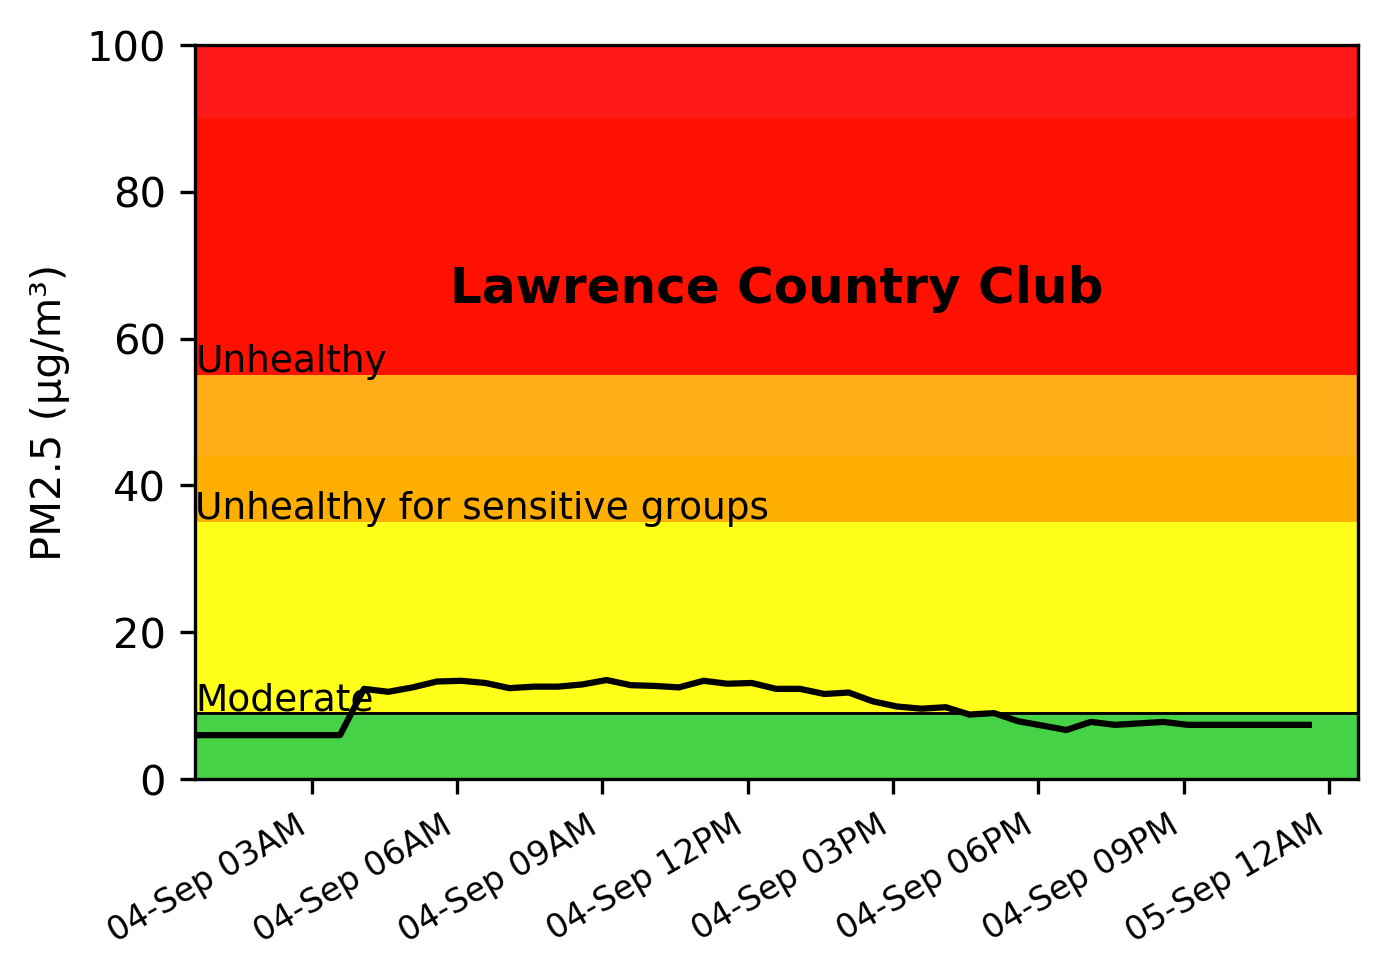 100
80
60
40
20
0
PM2.5 (µg/m³)
Lawrence Country Club
Unhealthy
Unhealthy for sensitive groups
Moderate
04-Sep 03AM
04-Sep 06AM
04-Sep 09AM
04-Sep 12PM
04-Sep 03PM
04-Sep 06PM
04-Sep 09PM
05-Sep 12AM